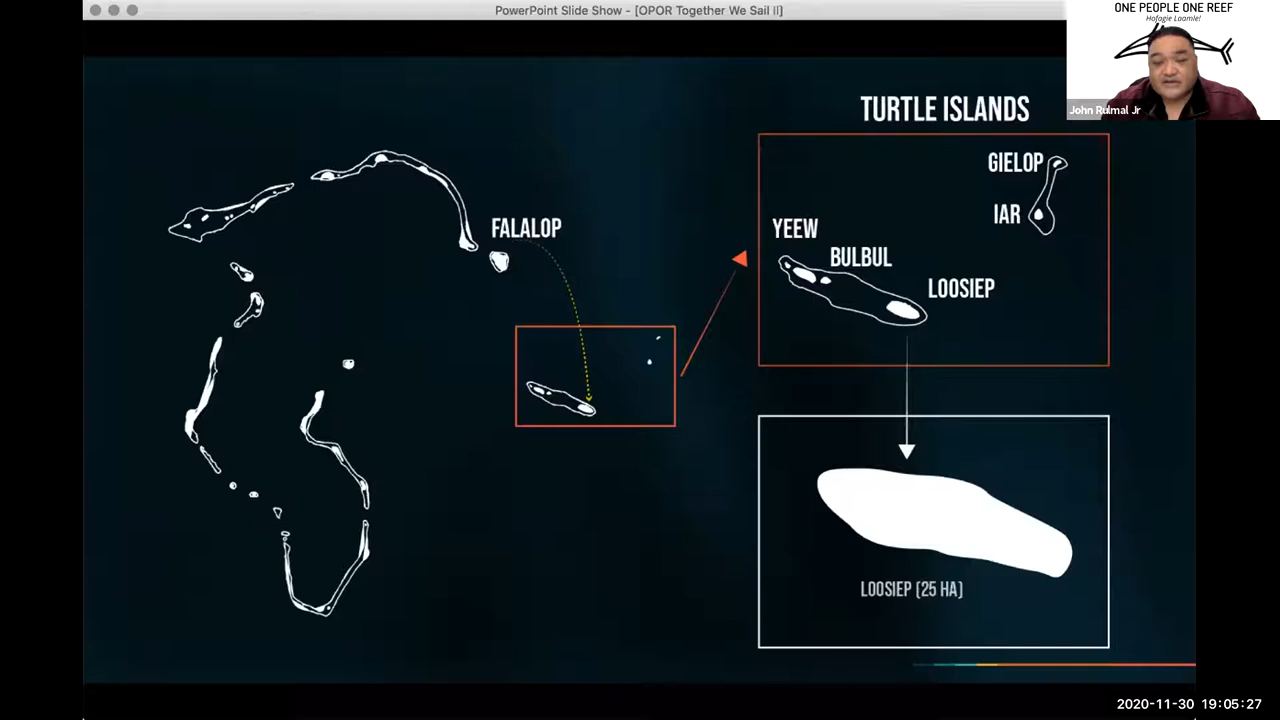 PowerPoint Slide Show - [OPOR Together We Sail ii]
ONE PEOPLE ONE REEF
Hofagie Laamle!
John Rulmal Jr
TURTLE ISLANDS
GIELOP
IAR
YEEW
BULBUL
LOOSIEP
FALALOP
LOOSIEP (25 HA)
2020-11-30 19:05:27